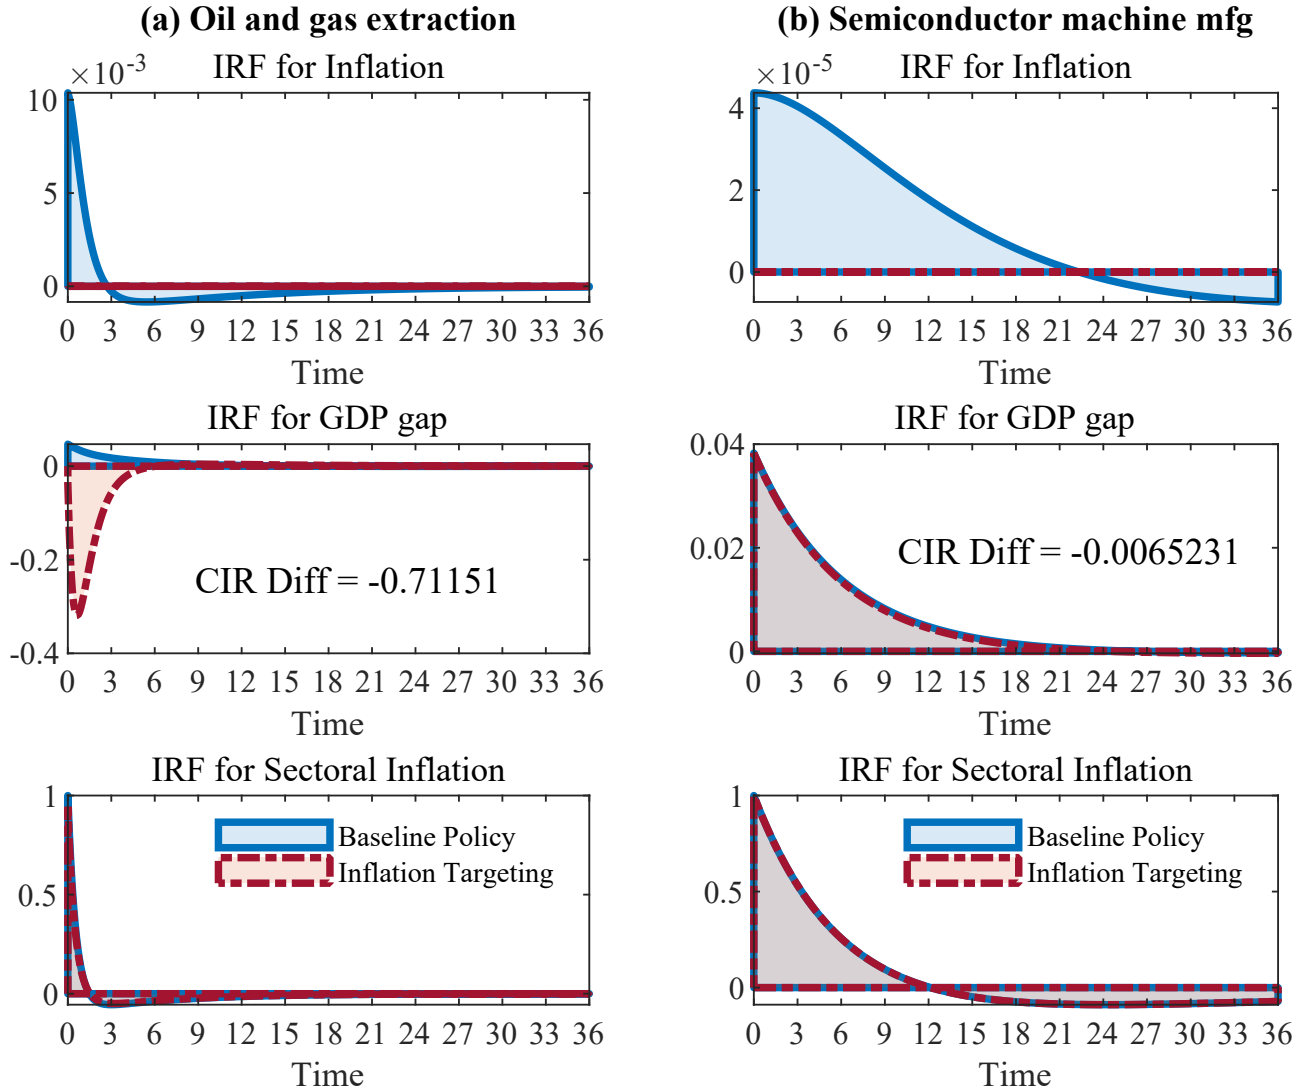 (a) Oil and gas extraction
IRF for Inflation
×10⁻³
10
5
0
0 3 6 9 12 15 18 21 24 27 30 33 36
Time
IRF for GDP gap
0
-0.2
-0.4
CIR Diff = -0.71151
0 3 6 9 12 15 18 21 24 27 30 33 36
Time
IRF for Sectoral Inflation
1
0.5
0
Baseline Policy
Inflation Targeting
0 3 6 9 12 15 18 21 24 27 30 33 36
Time
(b) Semiconductor machine mfg
IRF for Inflation
×10⁻⁵
4
2
0
0 3 6 9 12 15 18 21 24 27 30 33 36
Time
IRF for GDP gap
0.04
0.02
0
CIR Diff = -0.0065231
0 3 6 9 12 15 18 21 24 27 30 33 36
Time
IRF for Sectoral Inflation
1
0.5
0
Baseline Policy
Inflation Targeting
0 3 6 9 12 15 18 21 24 27 30 33 36
Time